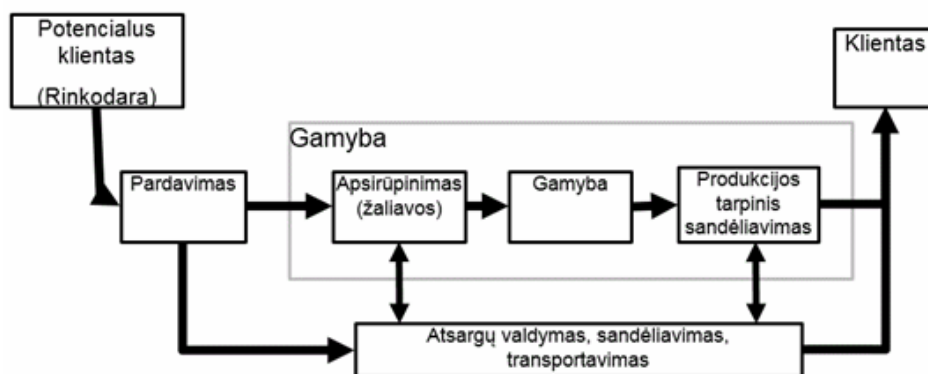 Potencialus
klientas
(Rinkodara)
Klientas
Gamyba
Pardavimas
Apsirūpinimas
(žaliavos)
Gamyba
Produkcijos
tarpinis
sandėliavimas
Atsargų valdymas, sandėliavimas,
transportavimas